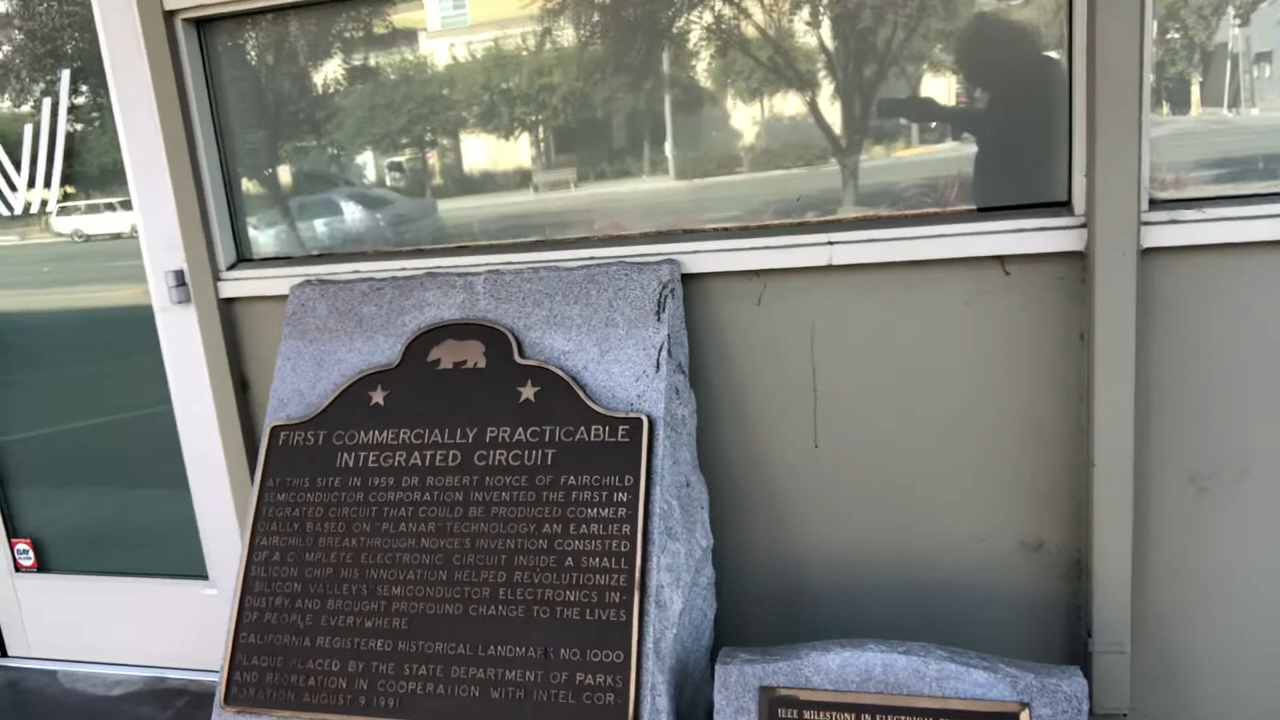 FIRST COMMERCIALLY PRACTICABLE
INTEGRATED CIRCUIT
AT THIS SITE IN 1959, DR. ROBERT NOYCE OF FAIRCHILD
SEMICONDUCTOR CORPORATION INVENTED THE FIRST IN-
TEGRATED CIRCUIT THAT COULD BE PRODUCED COMMER-
CIALLY. BASED ON "PLANAR" TECHNOLOGY, AN EARLIER
FAIRCHILD BREAKTHROUGH, NOYCE'S INVENTION CONSISTED
OF A COMPLETE ELECTRONIC CIRCUIT INSIDE A SMALL
SILICON CHIP. HIS INNOVATION HELPED REVOLUTIONIZE
"SILICON VALLEY'S" SEMICONDUCTOR ELECTRONICS IN-
DUSTRY, AND BROUGHT PROFOUND CHANGE TO THE LIVES
OF PEOPLE EVERYWHERE.
CALIFORNIA REGISTERED HISTORICAL LANDMARK NO. 1000
PLAQUE PLACED BY THE STATE DEPARTMENT OF PARKS
AND RECREATION IN COOPERATION WITH INTEL COR-
PORATION AUGUST 9, 1991.
BAY
IEEE MILESTONE IN ELECTRICAL